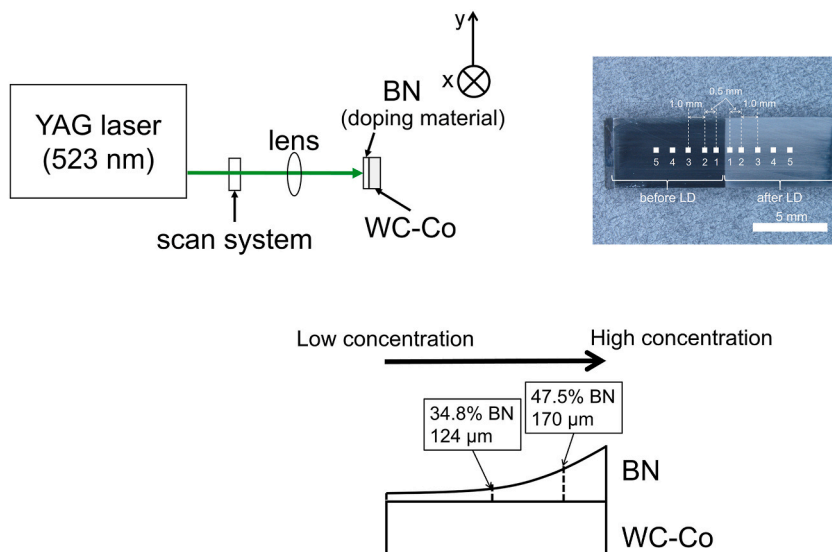 y
x
BN
(doping material)
YAG laser
(523 nm)
lens
scan system
WC-Co
0.5 mm
1.0 mm
1.0 mm
5 4 3 2 1 1 2 3 4 5
before LD
after LD
5 mm
Low concentration
High concentration
34.8% BN
124 μm
47.5% BN
170 μm
BN
WC-Co